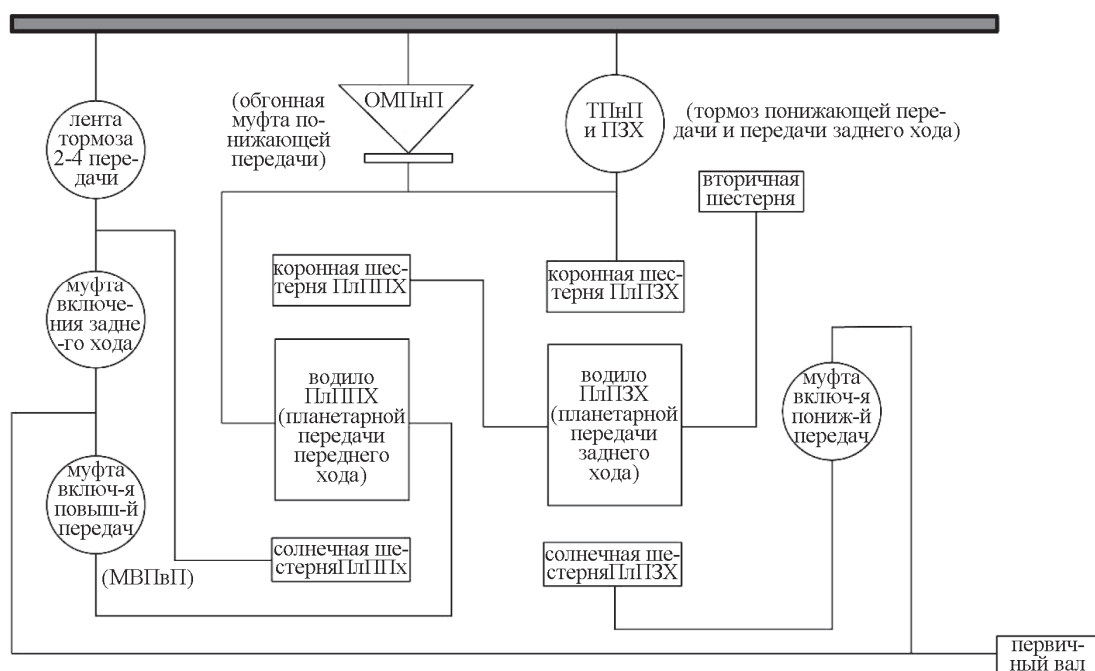 лента
тормоза
2-4 пере-
дачи
(обгонная
муфта по-
нижающей
передачи)
ОМПнП
ТПнП
и ПЗХ
(тормоз понижающей пере-
дачи и передачи заднего хода)
вторичная
шестерня
муфта
включе-
ния задне
-го хода
коронная шес-
терня ПлППХ
коронная шес-
терня ПлПЗХ
водило
ПлППХ
(планетарной
передачи
переднего
хода)
водило
ПлПЗХ
(планетарной
передачи
заднего
хода)
муфта
включ-я
пониж-й
передач
муфта
включ-я
повыш-й
передач
(МВПвП)
солнечная ше-
стерняПлППх
солнечная ше-
стерняПлПЗХ
первич-
ный вал